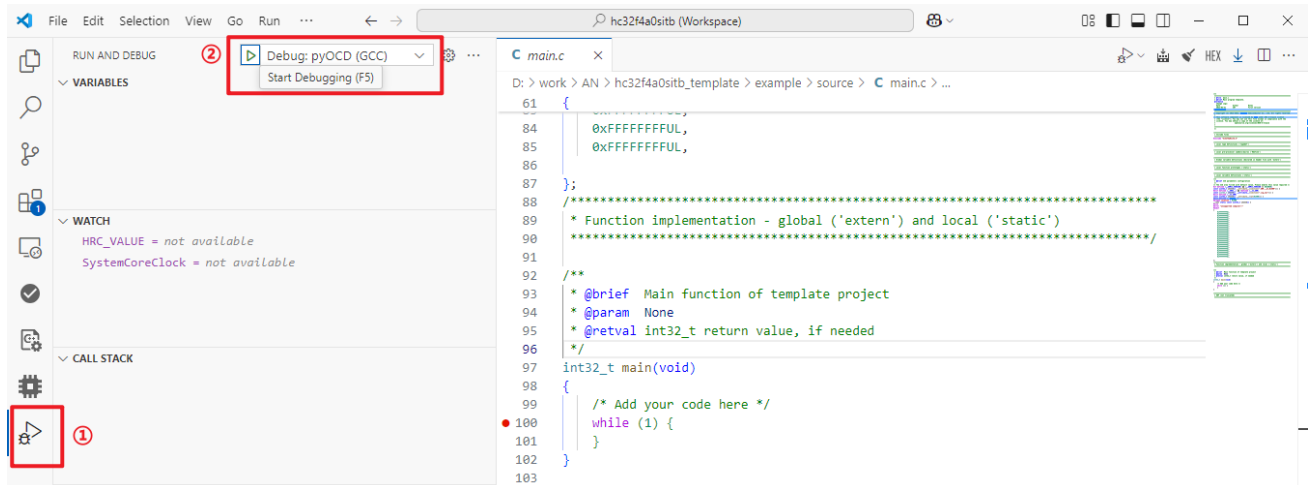 File Edit Selection View Go Run ··· ← → hc32f4a0sitb (Workspace)
RUN AND DEBUG ② Debug: pyOCD (GCC) ···
Start Debugging (F5)
VARIABLES
WATCH
HRC_VALUE = not available
SystemCoreClock = not available
CALL STACK
①
1
C main.c × HEX ···
D: > work > AN > hc32f4a0sitb_template > example > source > C main.c > ...
61 {
84 0xFFFFFFFFUL,
85 0xFFFFFFFFUL,
86
87 };
88 /*******************************************************************************
89 * Function implementation - global ('extern') and local ('static')
90 ******************************************************************************/
91
92 /**
93 * @brief Main function of template project
94 * @param None
95 * @retval int32_t return value, if needed
96 */
97 int32_t main(void)
98 {
99 /* Add your code here */
100 while (1) {
101 }
102 }
103